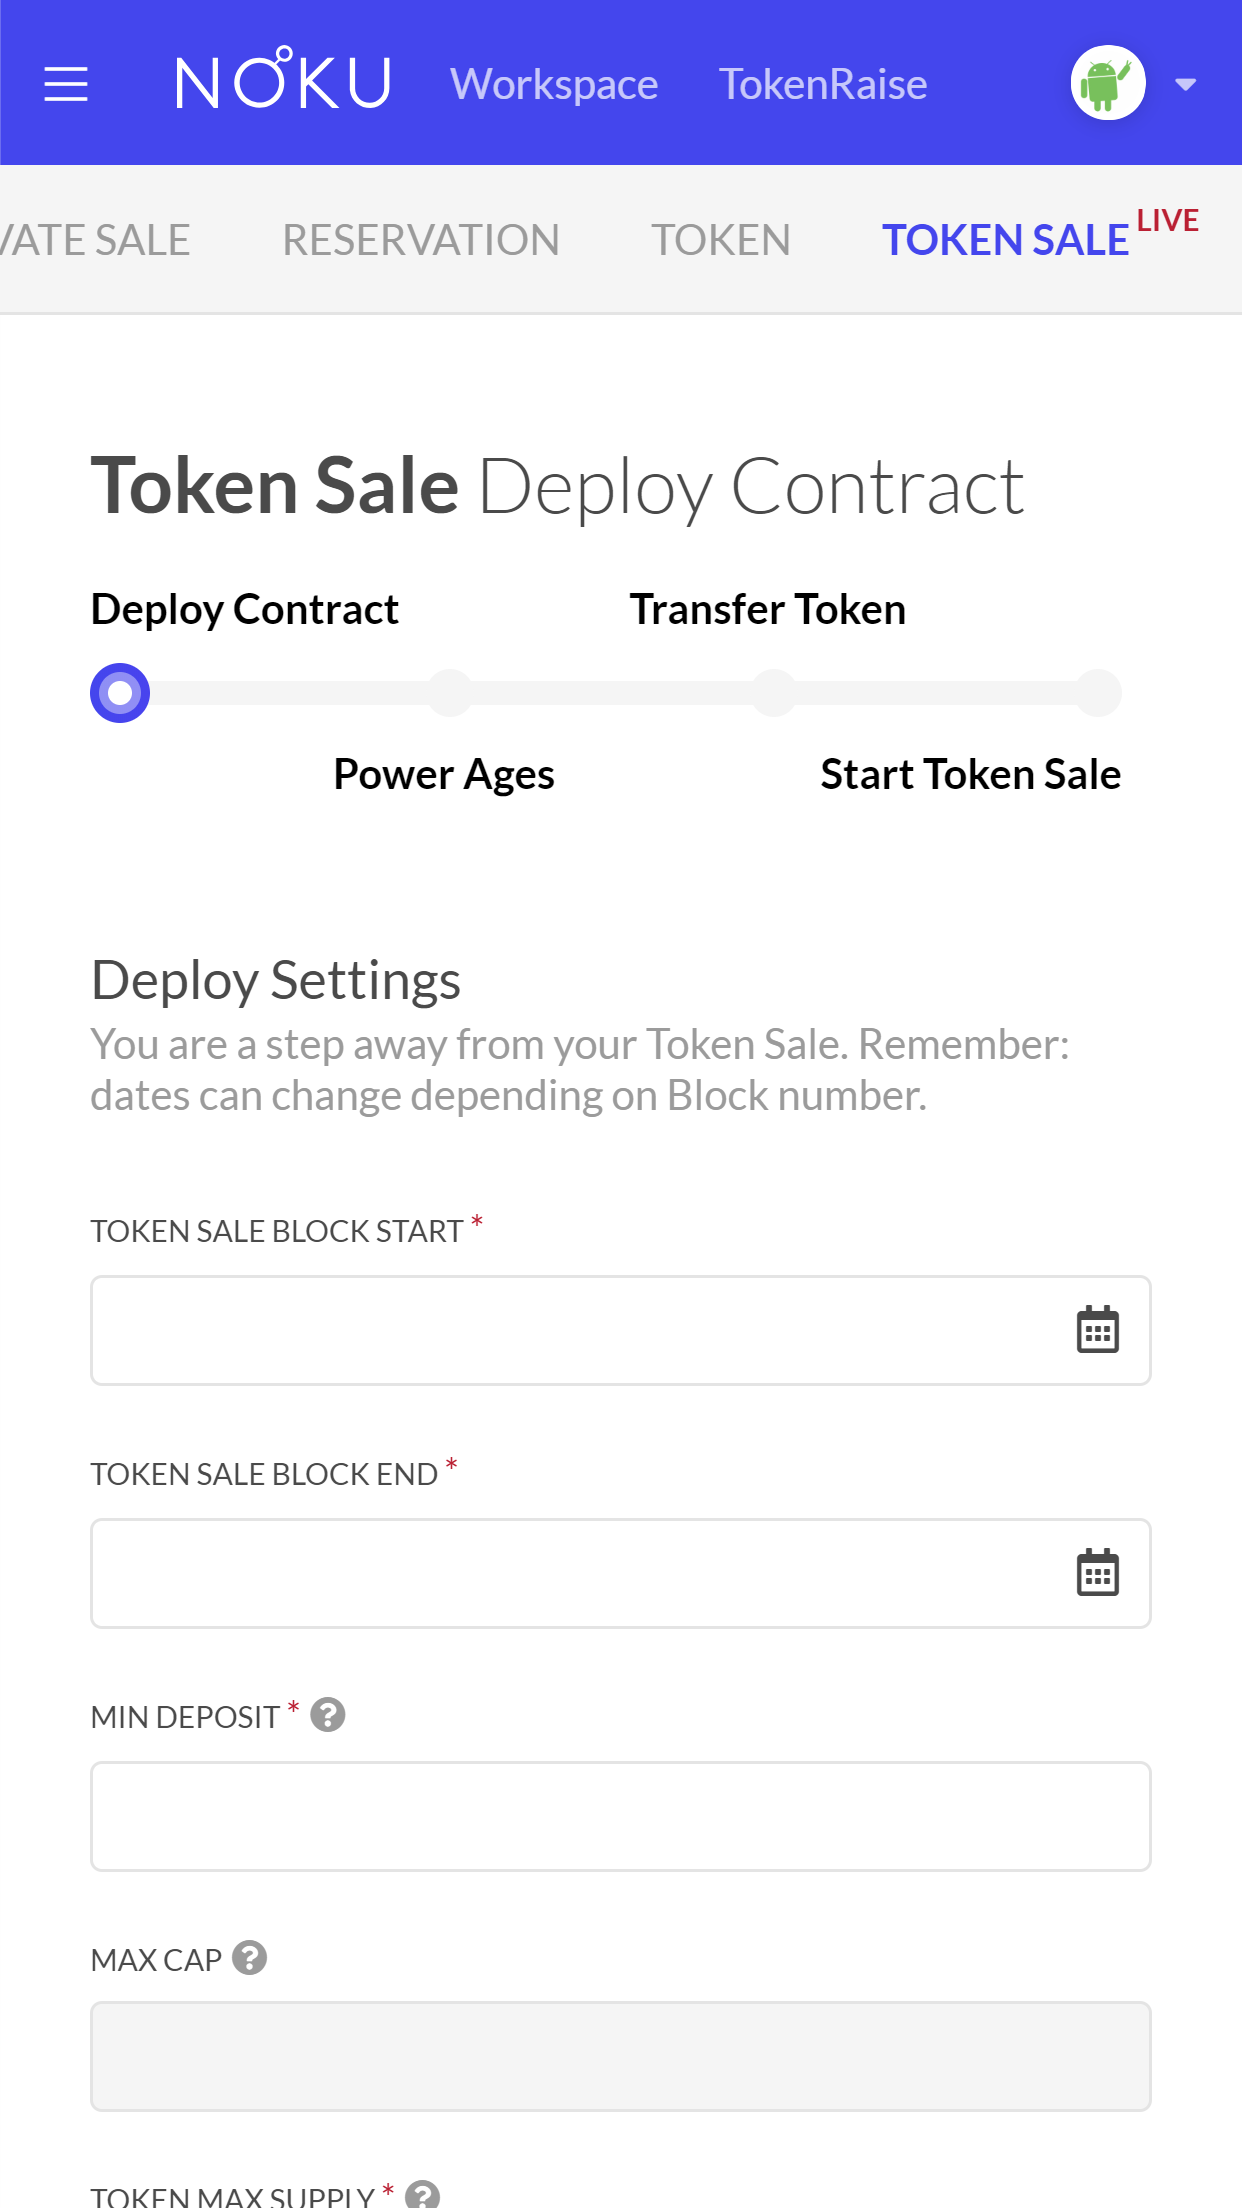 NOKU Workspace TokenRaise
VATE SALE RESERVATION TOKEN TOKEN SALE LIVE
Token Sale Deploy Contract
Deploy Contract Transfer Token
Power Ages Start Token Sale
Deploy Settings
You are a step away from your Token Sale. Remember:
dates can change depending on Block number.
TOKEN SALE BLOCK START *
TOKEN SALE BLOCK END *
MIN DEPOSIT * ?
MAX CAP ?
TOKEN MAX SUPPLY * ?